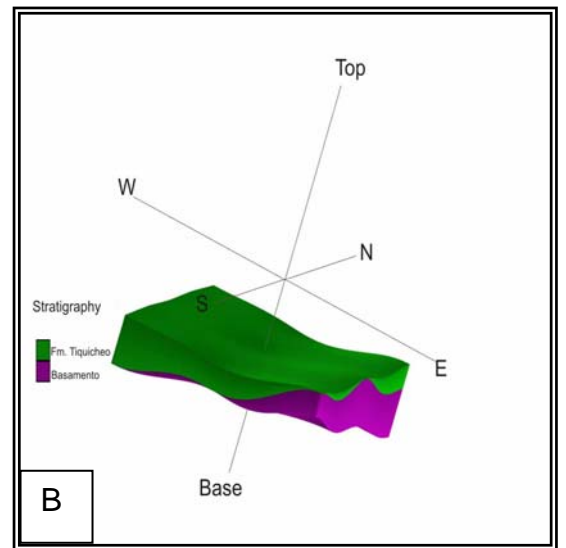 Top
W
N
S
Stratigraphy
Fm. Tiquicheo
Basamento
E
Base
B